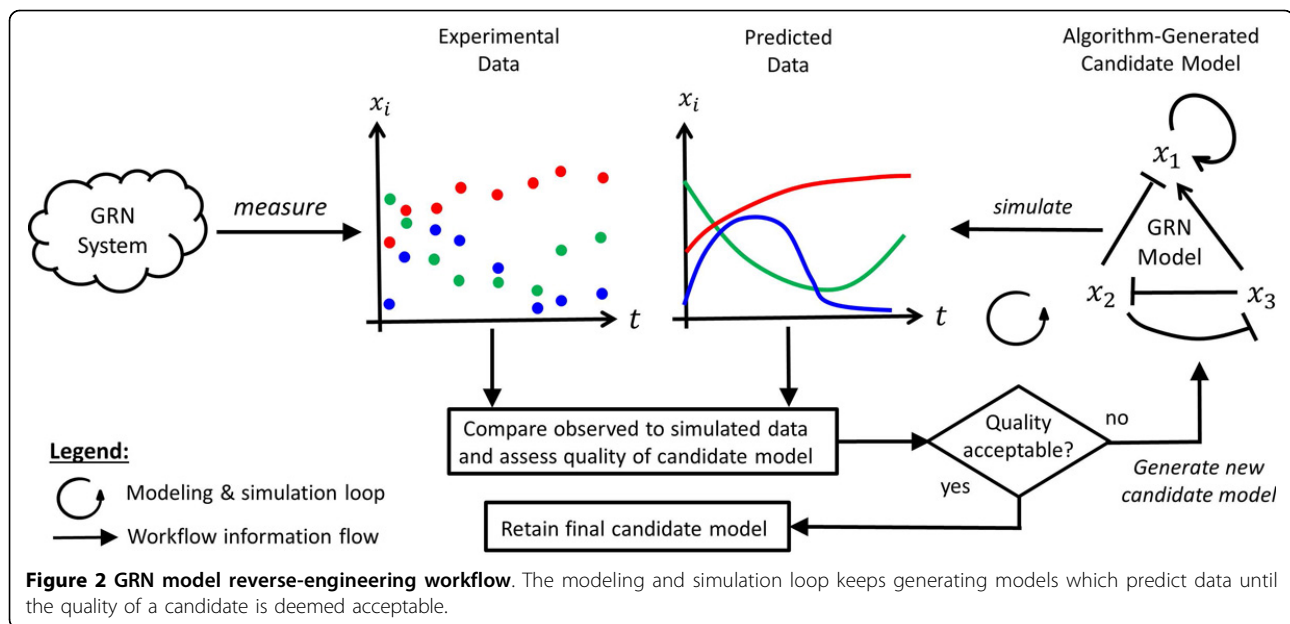 Experimental
Data
Predicted
Data
Algorithm-Generated
Candidate Model
GRN
System
measure
x_i
t
x_i
t
simulate
x_1
GRN
Model
x_2
x_3
Compare observed to simulated data
and assess quality of candidate model
Quality
acceptable?
no
yes
Generate new
candidate model
Retain final candidate model
Legend:
Modeling & simulation loop
Workflow information flow
Figure 2 GRN model reverse-engineering workflow. The modeling and simulation loop keeps generating models which predict data until
the quality of a candidate is deemed acceptable.